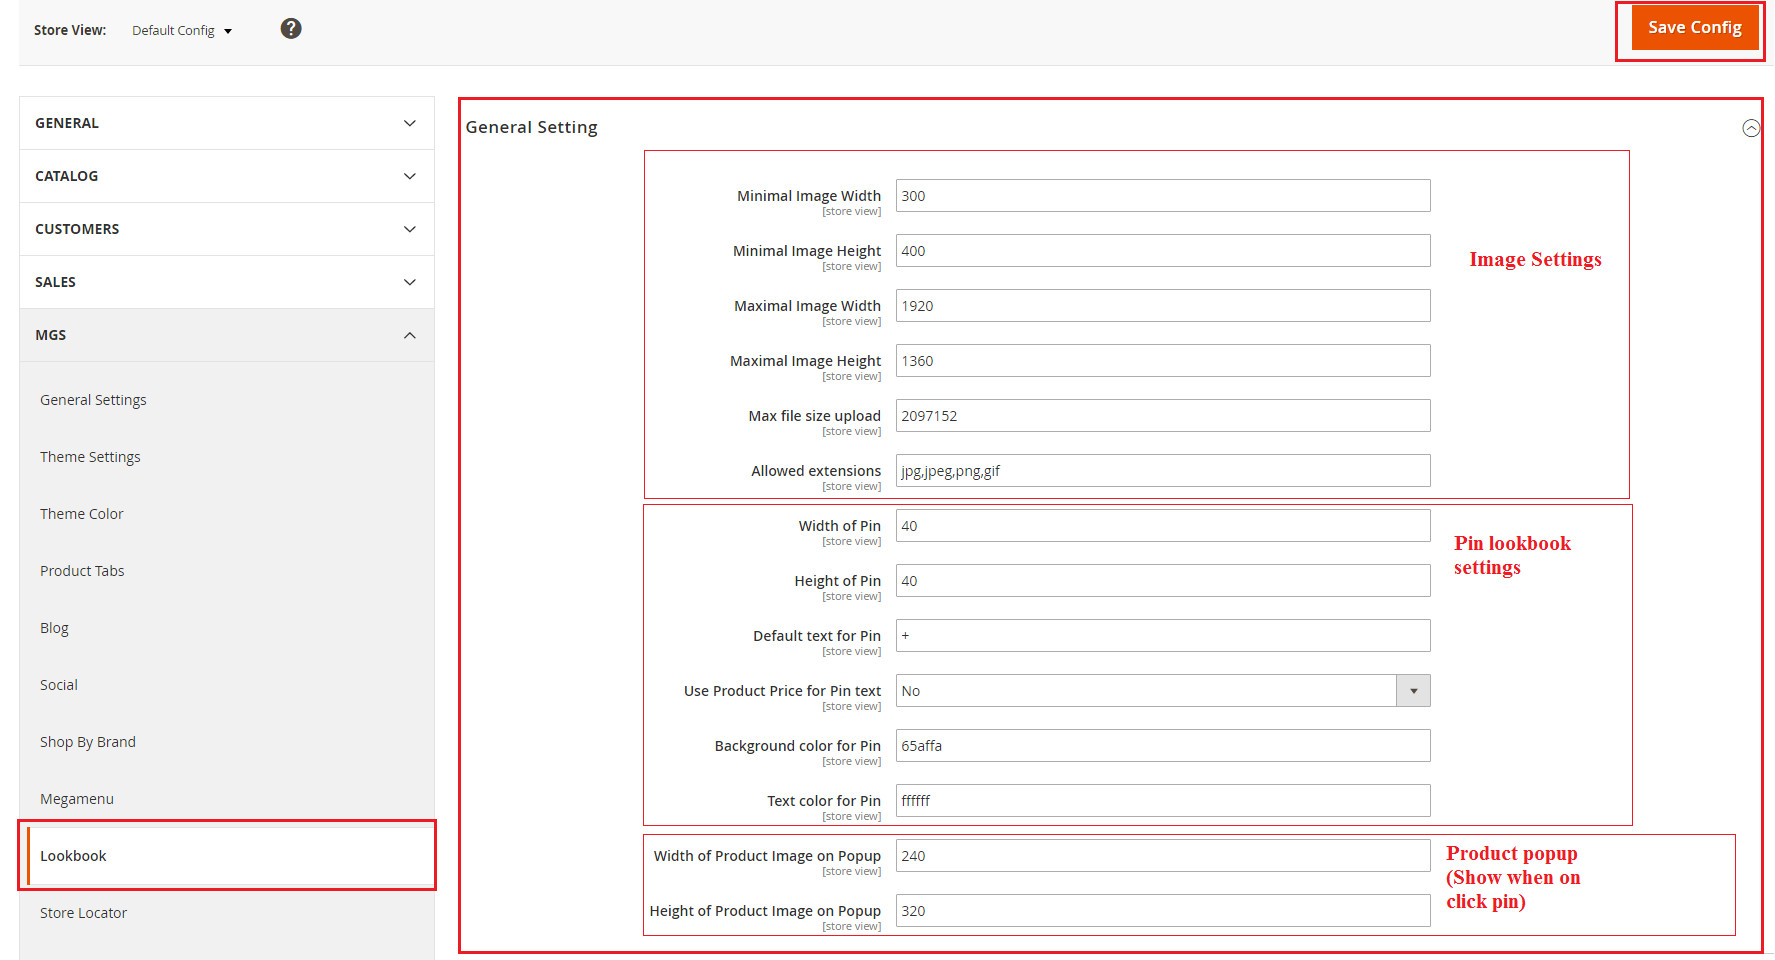 Store View: Default Config ?
Save Config
GENERAL
CATALOG
CUSTOMERS
SALES
MGS
General Settings
Theme Settings
Theme Color
Product Tabs
Blog
Social
Shop By Brand
Megamenu
Lookbook
Store Locator
General Setting
Minimal Image Width 300
[store view]
Minimal Image Height 400
[store view]
Image Settings
Maximal Image Width 1920
[store view]
Maximal Image Height 1360
[store view]
Max file size upload 2097152
[store view]
Allowed extensions jpg,jpeg,png,gif
[store view]
Width of Pin 40
[store view]
Pin lookbook
settings
Height of Pin 40
[store view]
Default text for Pin +
[store view]
Use Product Price for Pin text No
[store view]
Background color for Pin 65affa
[store view]
Text color for Pin ffffff
[store view]
Width of Product Image on Popup 240
[store view]
Product popup
(Show when on
click pin)
Height of Product Image on Popup 320
[store view]